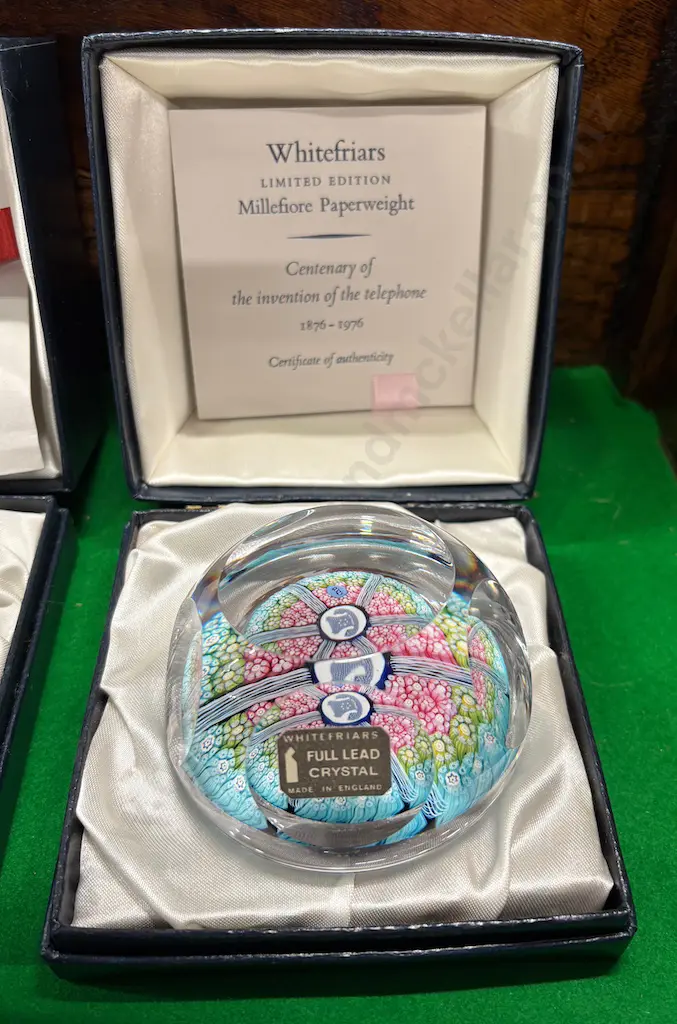 Whitefriars
LIMITED EDITION
Millefiore Paperweight
Centenary of
the invention of the telephone
1876–1976
Certificate of authenticity
WHITEFRIARS
FULL LEAD
CRYSTAL
MADE IN ENGLAND